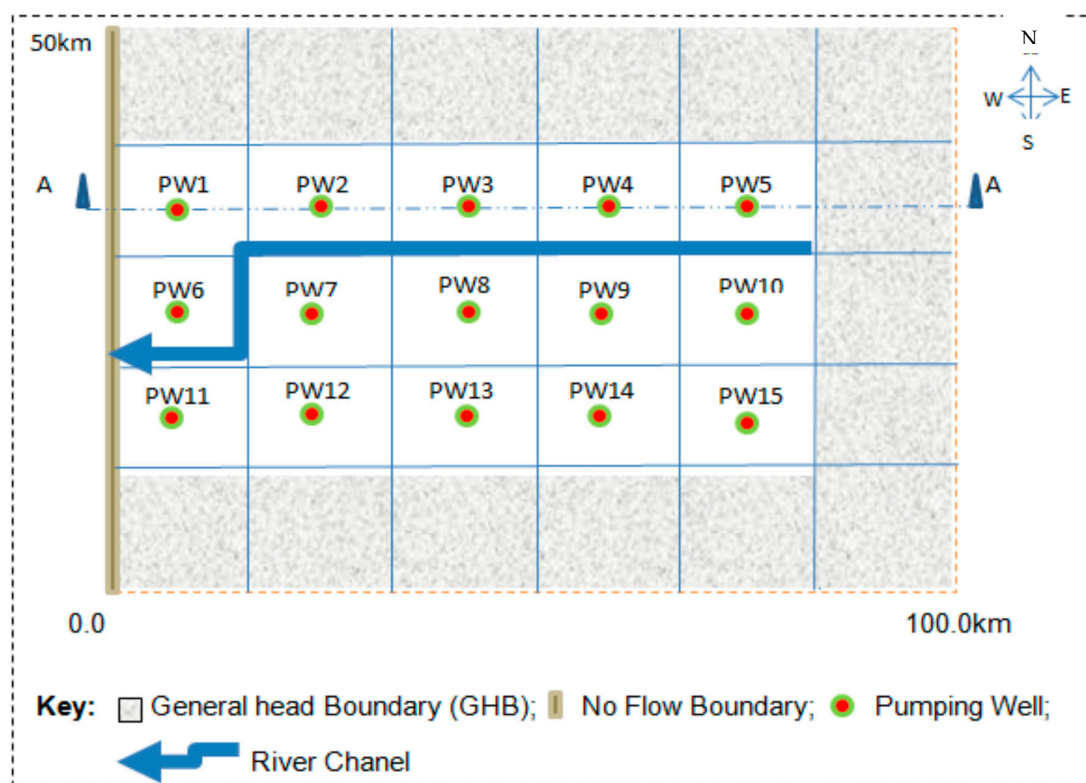 50km
N
W E
S
A A
PW1 PW2 PW3 PW4 PW5
PW6 PW7 PW8 PW9 PW10
PW11 PW12 PW13 PW14 PW15
0.0 100.0km
Key: General head Boundary (GHB); No Flow Boundary; Pumping Well;
River Chanel